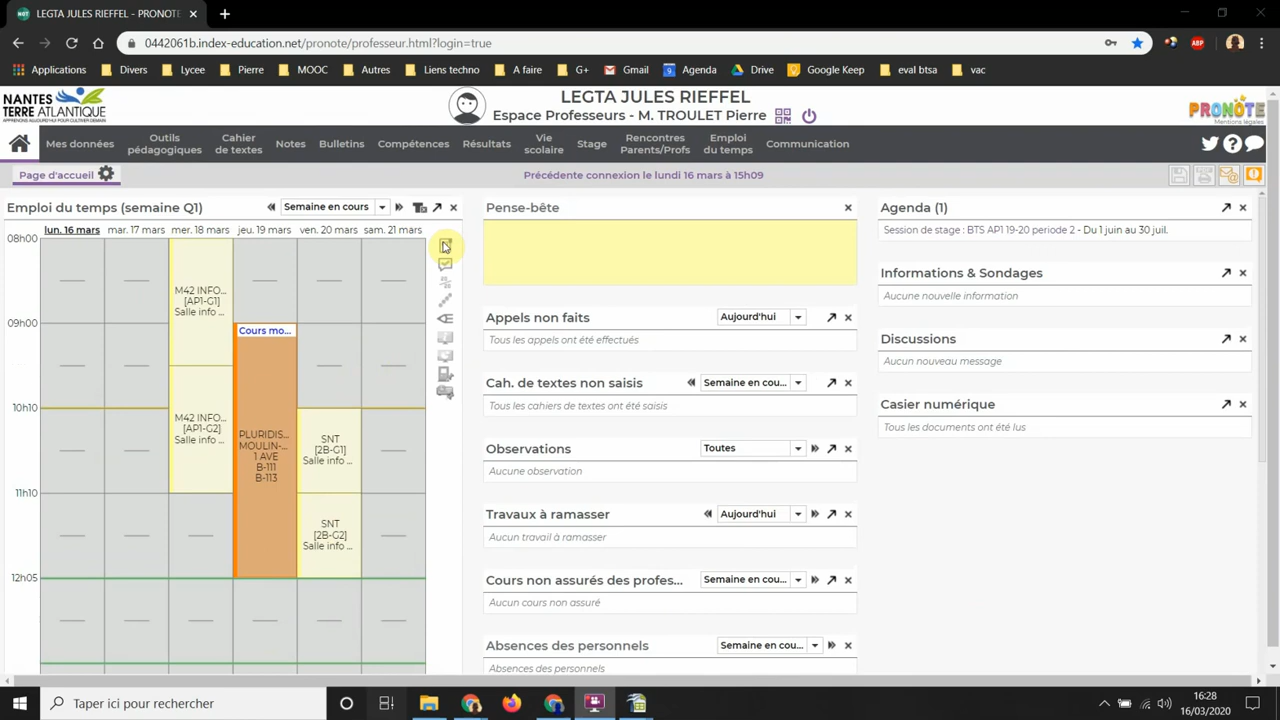 LEGTA JULES RIEFFEL - PRONOTE
0442061b.index-education.net/pronote/professeur.html?login=true
Applications Divers Lycee Pierre MOOC Autres Liens techno A faire G+ Gmail Agenda Drive Google Keep eval btsa vac
NANTES
TERRE ATLANTIQUE
LEGTA JULES RIEFFEL
Espace Professeurs - M. TROULET Pierre
PRONOTE
Mentions légales
Mes données
Outils pédagogiques
Cahier de textes
Notes
Bulletins
Compétences
Résultats
Vie scolaire
Stage
Rencontres Parents/Profs
Emploi du temps
Communication
Page d'accueil
Précédente connexion le lundi 16 mars à 15h09
Emploi du temps (semaine Q1)
Semaine en cours
lun. 16 mars mar. 17 mars mer. 18 mars jeu. 19 mars ven. 20 mars sam. 21 mars
08h00
09h00
10h10
11h10
12h05
M42 INFO...
[AP1-G1]
Salle info ...
M42 INFO...
[AP1-G2]
Salle info ...
Cours mo...
PLURIDIS...
MOULIN-...
1 AVE
B-111
B-113
SNT
[2B-G1]
Salle info ...
SNT
[2B-G2]
Salle info ...
Pense-bête
Appels non faits Aujourd'hui
Tous les appels ont été effectués
Cah. de textes non saisis Semaine en cou...
Tous les cahiers de textes ont été saisis
Observations Toutes
Aucune observation
Travaux à ramasser Aujourd'hui
Aucun travail à ramasser
Cours non assurés des profes... Semaine en cou...
Aucun cours non assuré
Absences des personnels Semaine en cou...
Absences des personnels
Agenda (1)
Session de stage : BTS AP1 19-20 periode 2 - Du 1 juin au 30 juil.
Informations & Sondages
Aucune nouvelle information
Discussions
Aucun nouveau message
Casier numérique
Tous les documents ont été lus
Taper ici pour rechercher
16:28
16/03/2020